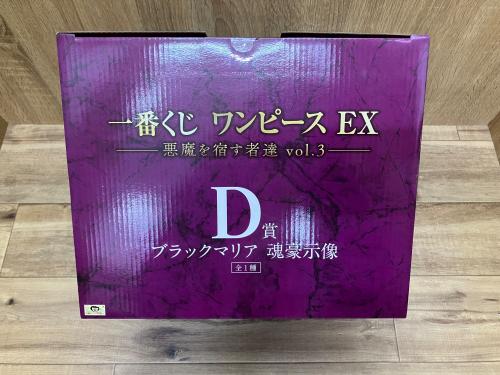 一番くじ ワンピース EX
悪魔を宿す者達 vol.3
D賞
ブラックマリア 魂豪示像
全1種